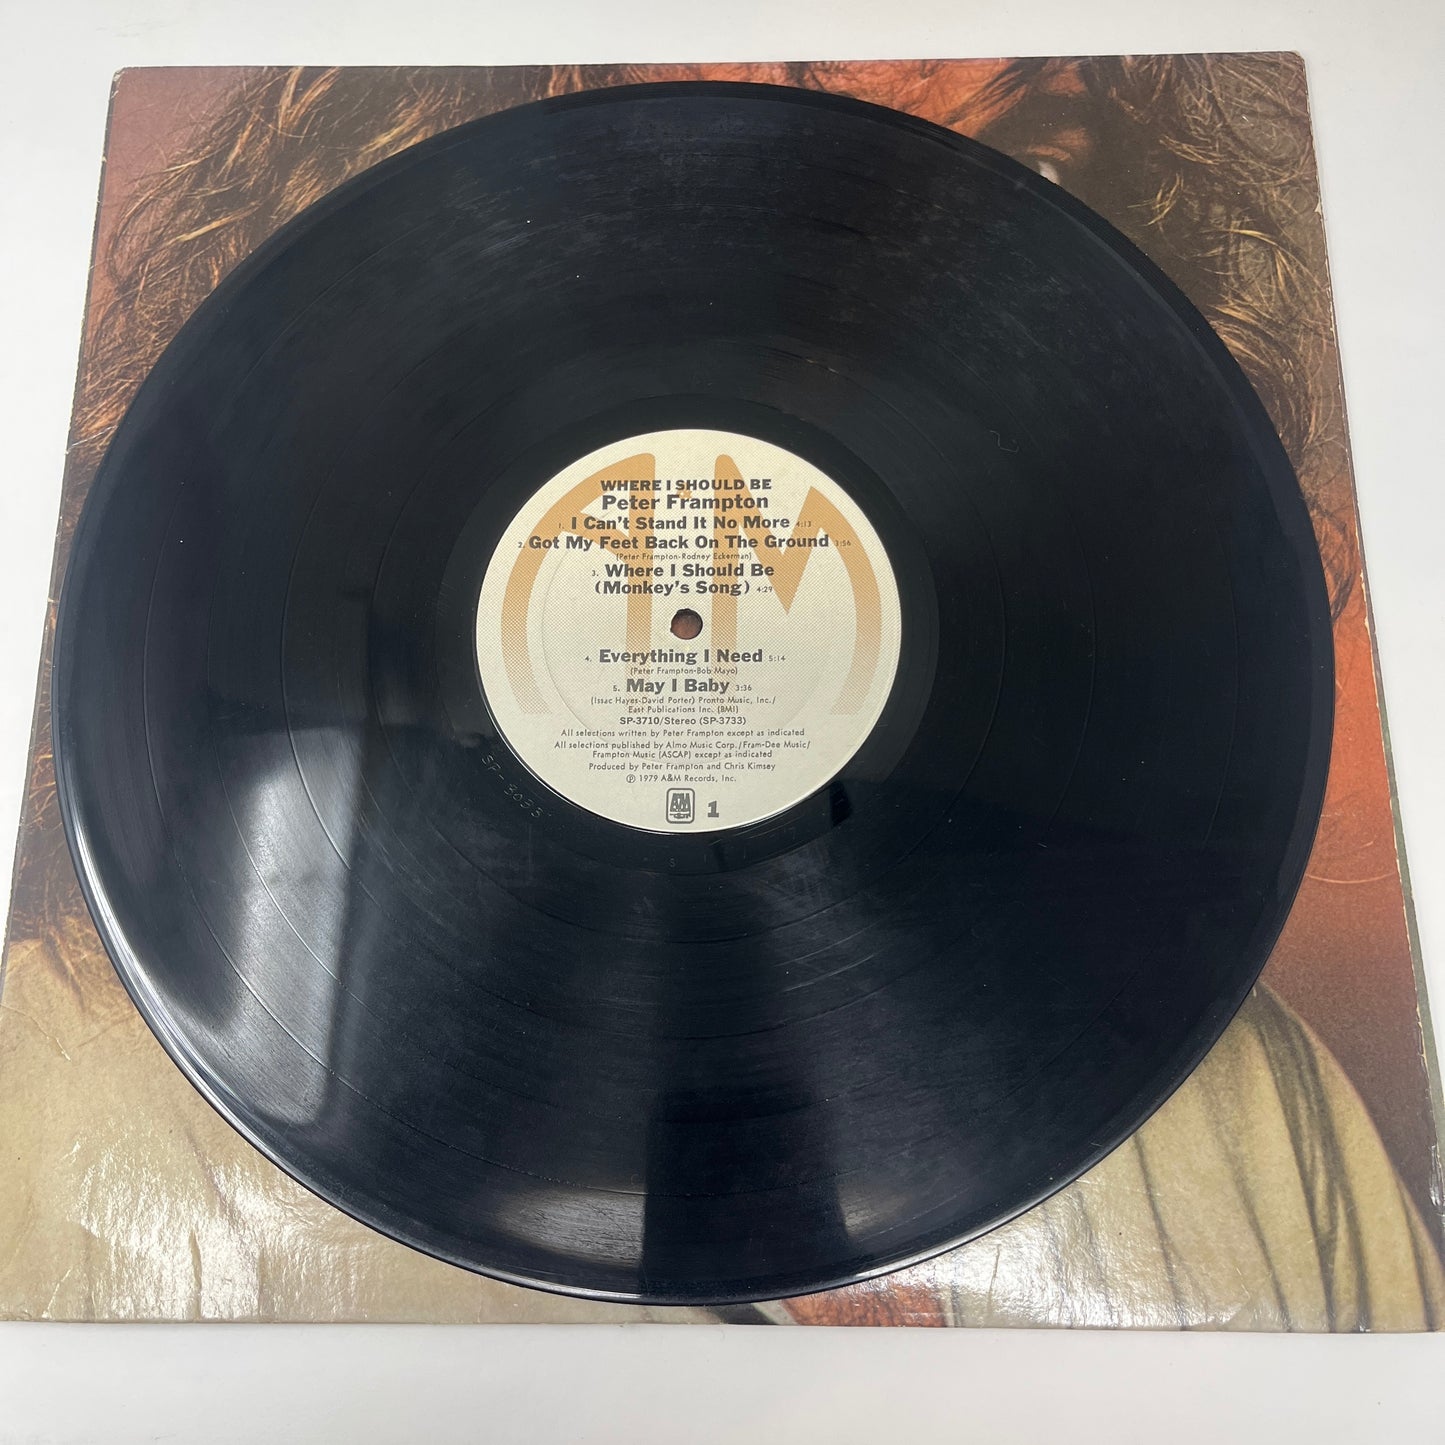 WHERE I SHOULD BE
Peter Frampton
1. I Can't Stand It No More 4:13
2. Got My Feet Back On The Ground 3:56
(Peter Frampton-Rodney Eckerman)
3. Where I Should Be
(Monkey's Song) 4:29
4. Everything I Need 5:14
(Peter Frampton-Bob Mayo)
5. May I Baby 3:36
(Issac Hayes-David Porter) Pronto Music, Inc./
East Publications Inc. (BMI)
SP-3710/Stereo (SP-3733)
All selections written by Peter Frampton except as indicated
All selections published by Almo Music Corp./Fram-Dee Music/
Frampton Music (ASCAP) except as indicated
Produced by Peter Frampton and Chris Kimsey
℗ 1979 A&M Records, Inc.
A&M
1